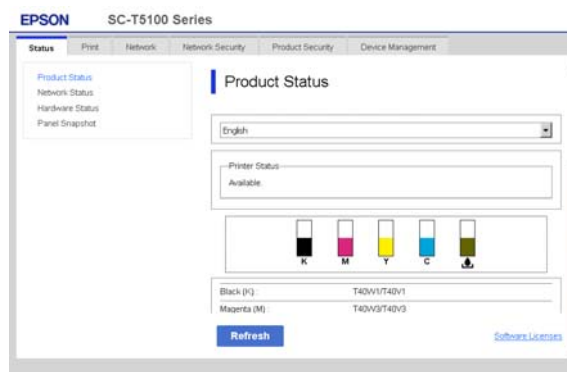 EPSON SC-T5100 Series
Status Print Network Network Security Product Security Device Management
Product Status
Network Status
Hardware Status
Panel Snapshot
Product Status
English
Printer Status
Available
K M Y C
Black (K) : T40W1/T40V1
Magenta (M) T40W3/T40V3
Refresh
Software Licenses